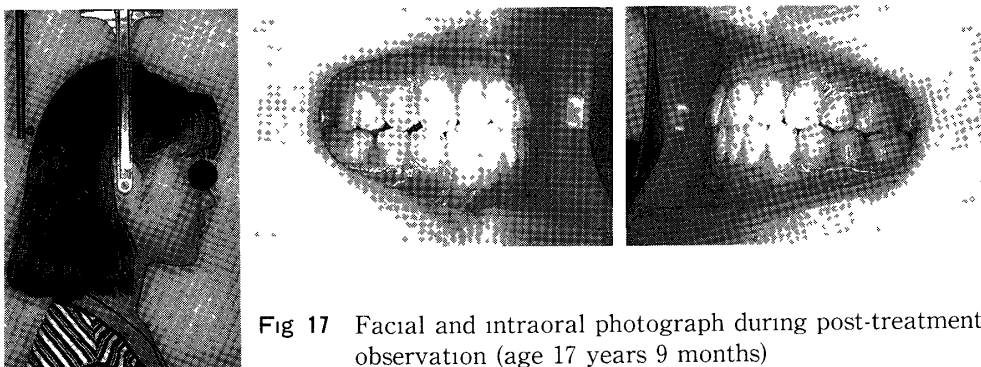 Fig 17 Facial and intraoral photograph during post-treatment
observation (age 17 years 9 months)